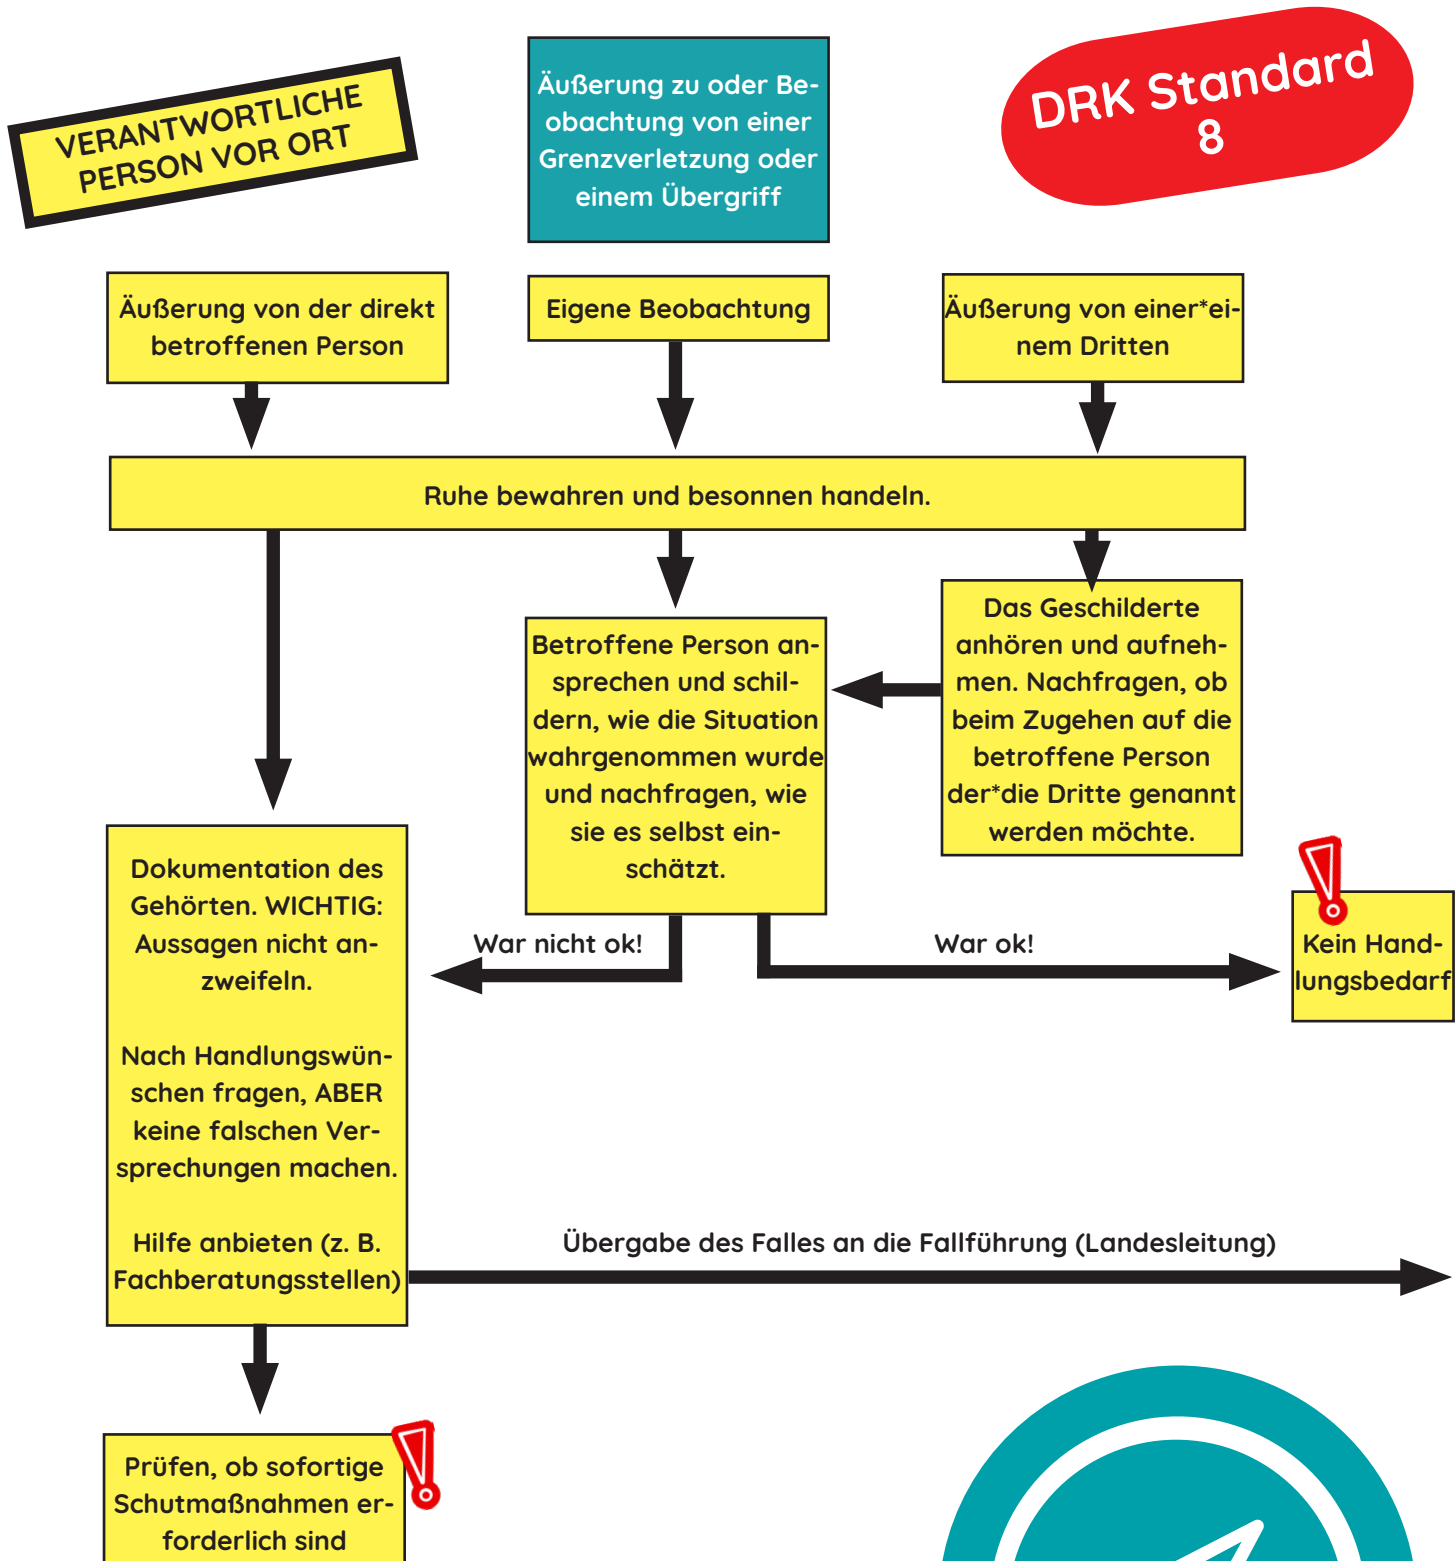 VERANTWORTLICHE
PERSON VOR ORT
Äußerung zu oder Be-
obachtung von einer
Grenzverletzung oder
einem Übergriff
DRK Standard
8
Äußerung von der direkt
betroffenen Person
Eigene Beobachtung
Äußerung von einer*ei-
nem Dritten
Ruhe bewahren und besonnen handeln.
Betroffene Person an-
sprechen und schil-
dern, wie die Situation
wahrgenommen wurde
und nachfragen, wie
sie es selbst ein-
schätzt.
Das Geschilderte
anhören und aufneh-
men. Nachfragen, ob
beim Zugehen auf die
betroffene Person
der*die Dritte genannt
werden möchte.
Dokumentation des
Gehörten. WICHTIG:
Aussagen nicht an-
zweifeln.
Nach Handlungswün-
schen fragen, ABER
keine falschen Ver-
sprechungen machen.
Hilfe anbieten (z. B.
Fachberatungsstellen)
War nicht ok!
War ok!
Kein Hand-
lungsbedarf
Übergabe des Falles an die Fallführung (Landesleitung)
Prüfen, ob sofortige
Schutmaßnahmen er-
forderlich sind